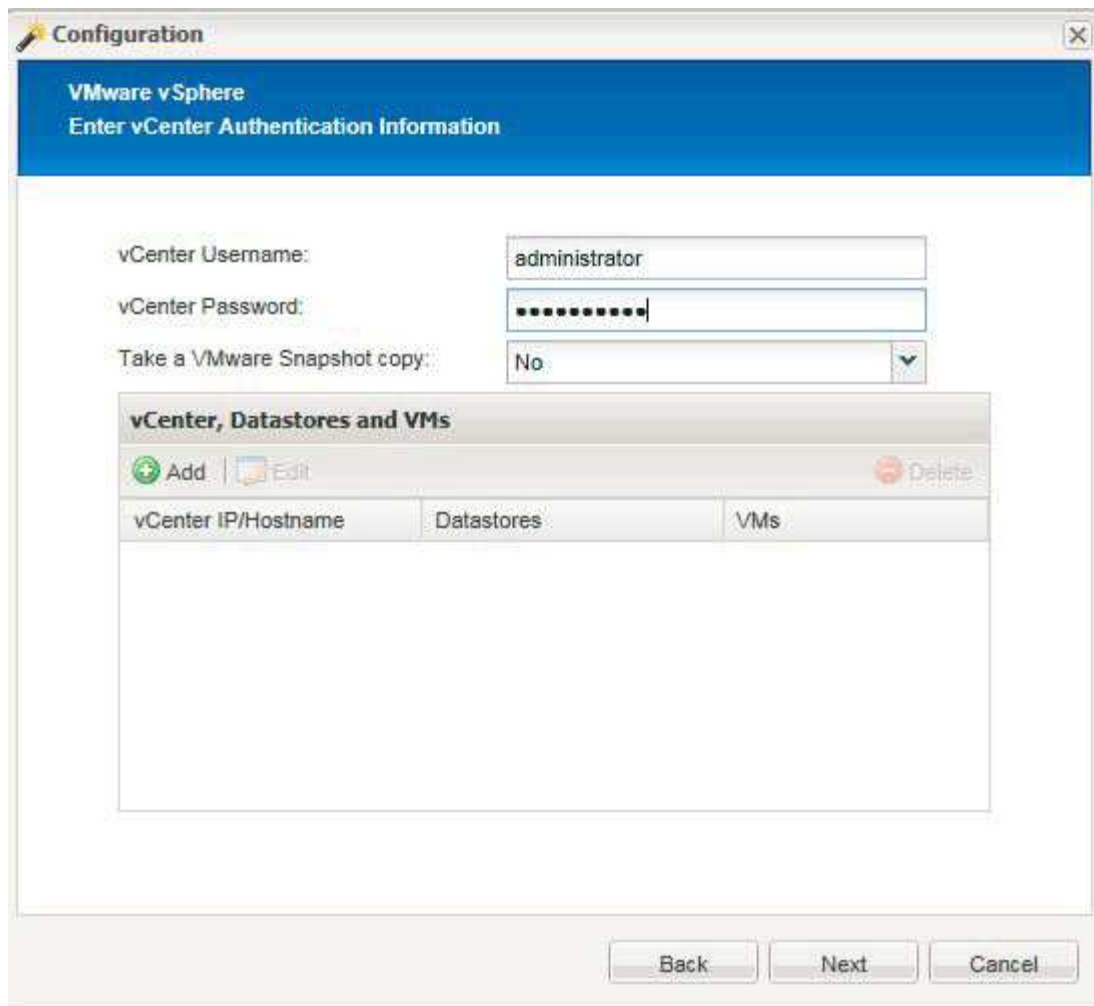 Configuration
VMware vSphere
Enter vCenter Authentication Information
vCenter Username: administrator
vCenter Password: ••••••••••
Take a VMware Snapshot copy: No
vCenter, Datastores and VMs
Add Edit Delete
vCenter IP/Hostname Datastores VMs
Back Next Cancel